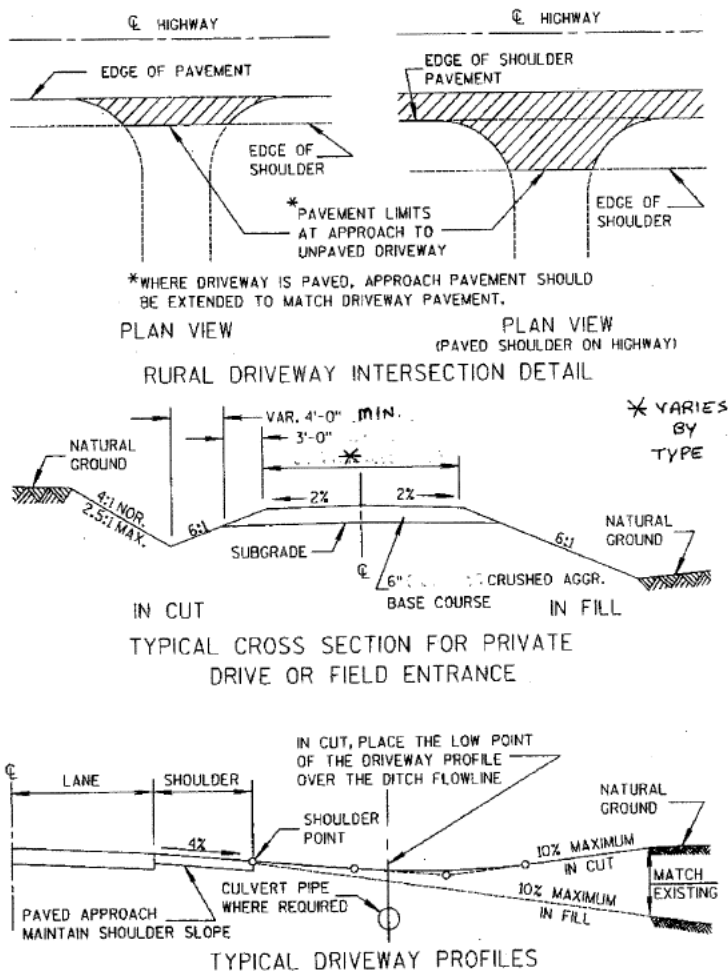 ℄ HIGHWAY
EDGE OF PAVEMENT
EDGE OF
SHOULDER
℄ HIGHWAY
EDGE OF SHOULDER
PAVEMENT
EDGE OF
SHOULDER
*PAVEMENT LIMITS
AT APPROACH TO
UNPAVED DRIVEWAY
*WHERE DRIVEWAY IS PAVED, APPROACH PAVEMENT SHOULD
BE EXTENDED TO MATCH DRIVEWAY PAVEMENT.
PLAN VIEW
PLAN VIEW
(PAVED SHOULDER ON HIGHWAY)
RURAL DRIVEWAY INTERSECTION DETAIL
VAR. 4'-0" MIN.
3'-0"
*
* VARIES
BY
TYPE
NATURAL
GROUND
4:1 NOR.
2.5:1 MAX.
6:1
2%
2%
6:1
NATURAL
GROUND
SUBGRADE
℄
6" CRUSHED AGGR.
BASE COURSE
IN CUT
IN FILL
TYPICAL CROSS SECTION FOR PRIVATE
DRIVE OR FIELD ENTRANCE
℄
LANE
SHOULDER
IN CUT, PLACE THE LOW POINT
OF THE DRIVEWAY PROFILE
OVER THE DITCH FLOWLINE
NATURAL
GROUND
4%
SHOULDER
POINT
10% MAXIMUM
IN CUT
MATCH
EXISTING
10% MAXIMUM
IN FILL
CULVERT PIPE
WHERE REQUIRED
PAVED APPROACH
MAINTAIN SHOULDER SLOPE
TYPICAL DRIVEWAY PROFILES